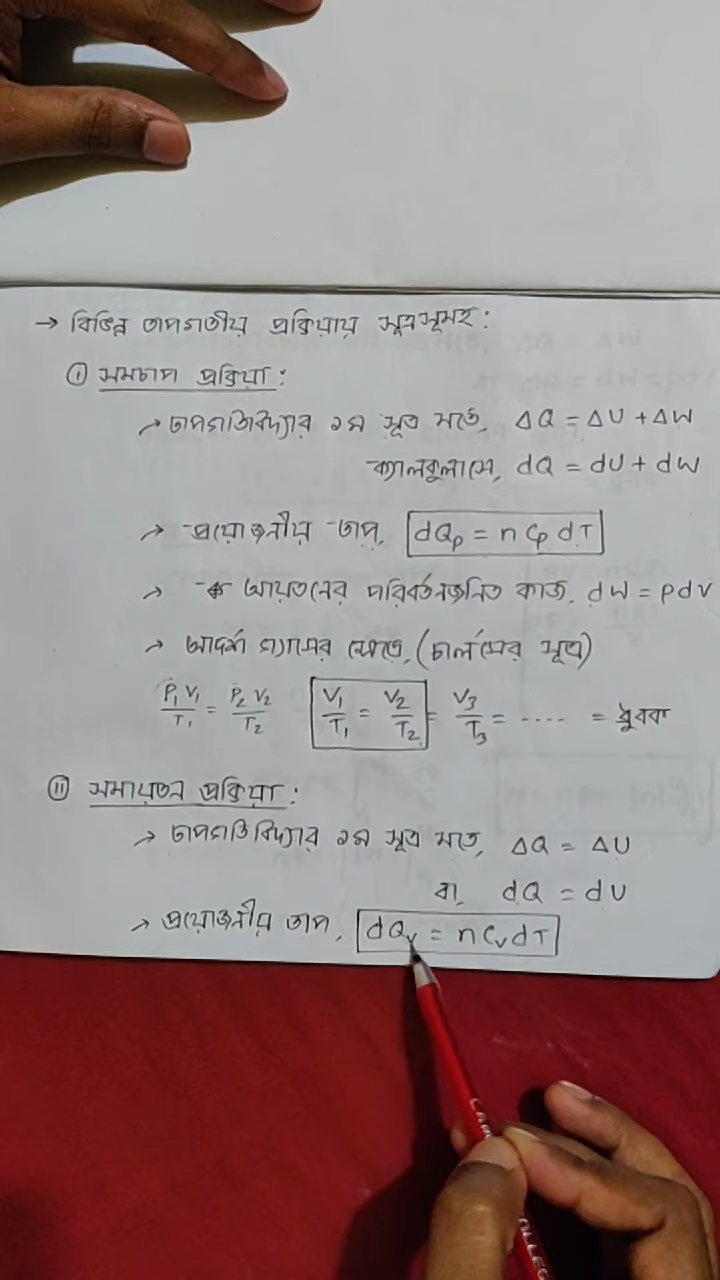 → বিভিন্ন তাপগতীয় প্রক্রিয়ায় সূত্রসমূহ:
① সমচাপ প্রক্রিয়া:
→ তাপগতিবিদ্যার ১ম সূত্র মতে, ΔQ = ΔU + ΔW
ক্যালকুলাসে, dQ = dU + dW
→ প্রয়োজনীয় তাপ, dQp = n Cp dT
→ আয়তনের পরিবর্তনজনিত কাজ, dW = PdV
→ আদর্শ গ্যাসের ক্ষেত্রে, (চার্লসের সূত্র)
P₁V₁/T₁ = P₂V₂/T₂ V₁/T₁ = V₂/T₂ = V₃/T₃ = .... = ধ্রুবক
⑪ সমায়তন প্রক্রিয়া:
→ তাপগতিবিদ্যার ১ম সূত্র মতে, ΔQ = ΔU
বা, dQ = dU
→ প্রয়োজনীয় তাপ, dQv = nCvdT